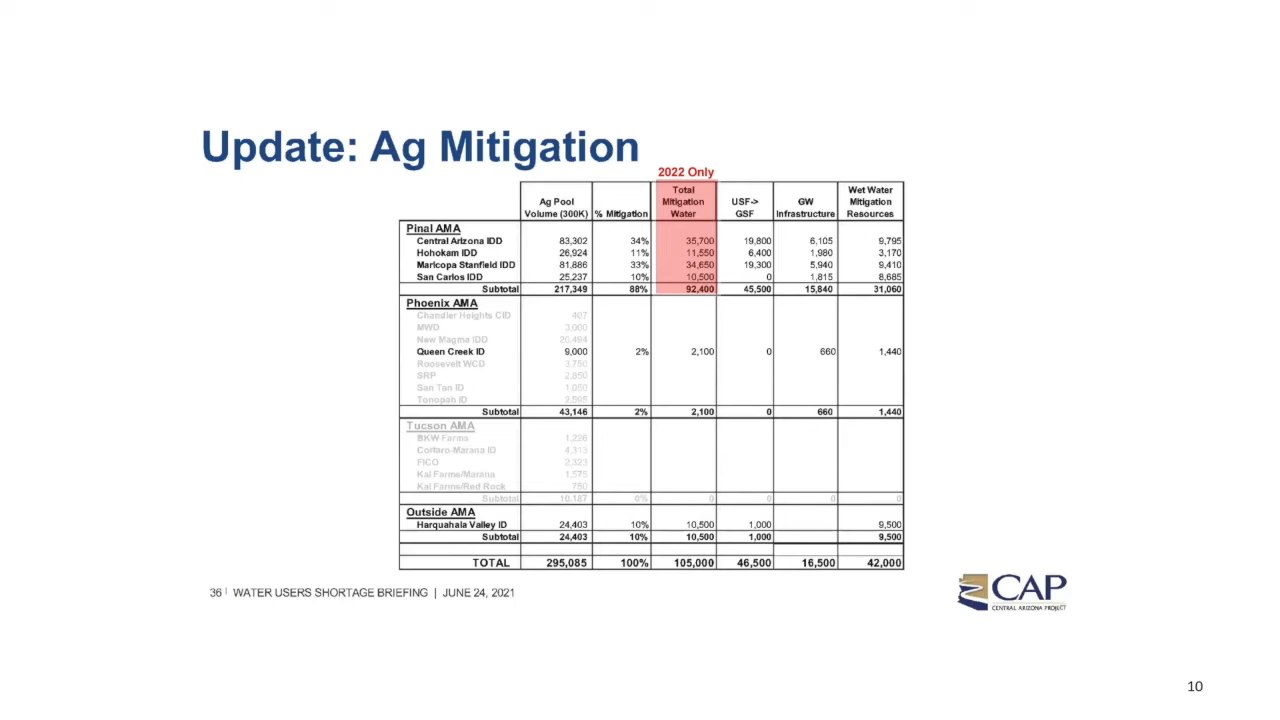 Update: Ag Mitigation
2022 Only
Ag Pool Volume (300K) % Mitigation Total Mitigation Water USF-> GSF GW Infrastructure Wet Water Mitigation Resources
Pinal AMA
Central Arizona IDD 83,302 34% 35,700 19,800 6,105 9,795
Hohokam IDD 26,924 11% 11,550 6,400 1,980 3,170
Maricopa Stanfield IDD 81,886 33% 34,650 19,300 5,940 9,410
San Carlos IDD 25,237 10% 10,500 0 1,815 8,685
Subtotal 217,349 88% 92,400 45,500 15,840 31,060
Phoenix AMA
Chandler Heights CID 407
MWD 3,000
New Magma IDD 20,494
Queen Creek ID 9,000 2% 2,100 0 660 1,440
Roosevelt WCD 3,750
SRP 2,850
San Tan ID 1,050
Tonopah ID 2,595
Subtotal 43,146 2% 2,100 0 660 1,440
Tucson AMA
BKW Farms 1,226
Cortaro-Marana ID 4,313
FICO 2,323
Kai Farms/Marana 1,575
Kai Farms/Red Rock 750
Subtotal 10,187 0% 0 0 0 0
Outside AMA
Harquahala Valley ID 24,403 10% 10,500 1,000 9,500
Subtotal 24,403 10% 10,500 1,000 9,500
TOTAL 295,085 100% 105,000 46,500 16,500 42,000
36 | WATER USERS SHORTAGE BRIEFING | JUNE 24, 2021
CAP
CENTRAL ARIZONA PROJECT
10